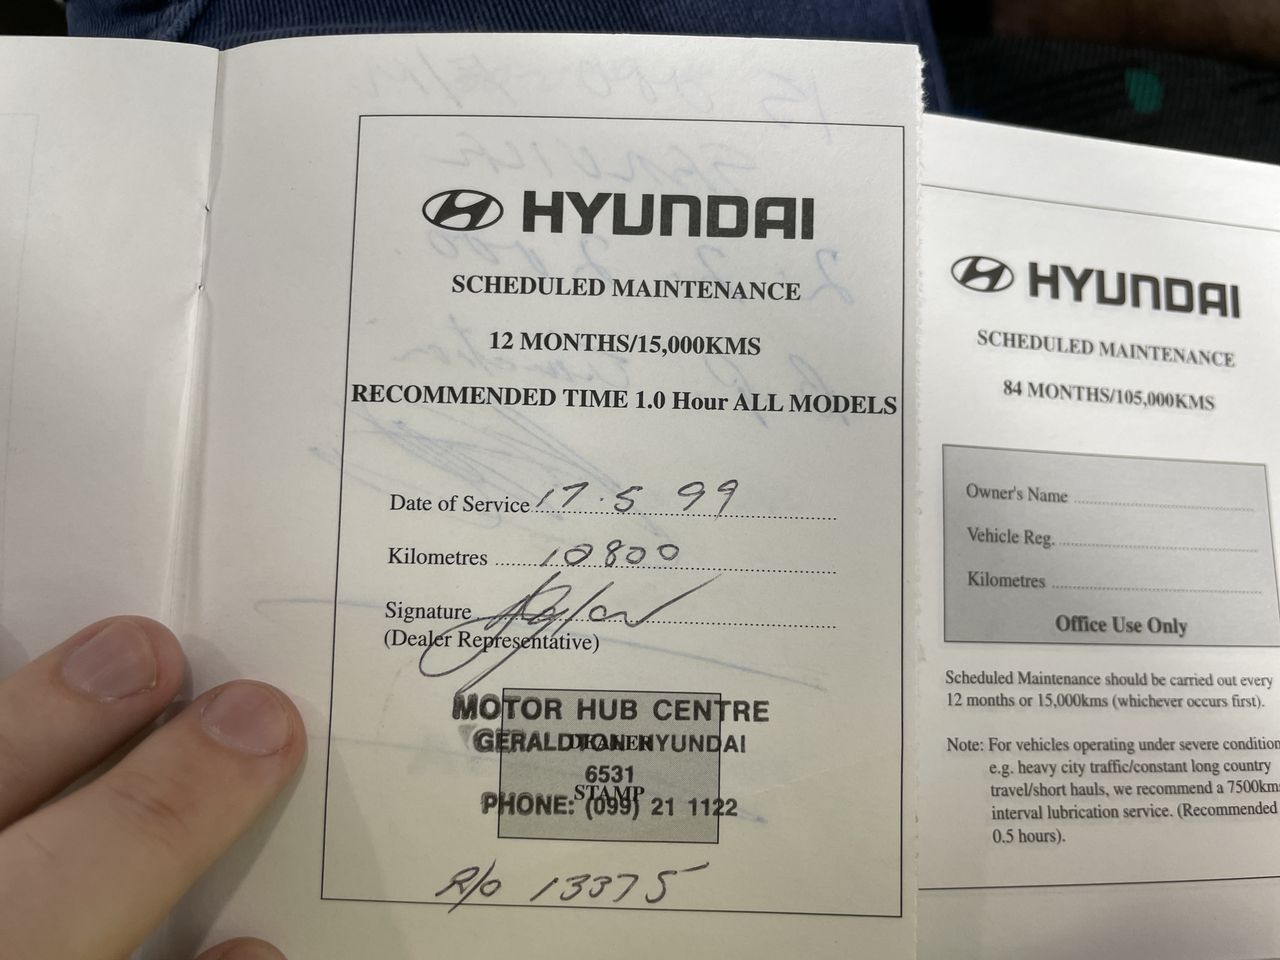 HYUNDAI
SCHEDULED MAINTENANCE
12 MONTHS/15,000KMS
RECOMMENDED TIME 1.0 Hour ALL MODELS
Date of Service 17.5 99
Kilometres 10800
Signature
(Dealer Representative)
MOTOR HUB CENTRE
GERALDTON HYUNDAI
DEALER
6531
STAMP
PHONE: (099) 21 1122
R/o 13375
HYUNDAI
SCHEDULED MAINTENANCE
84 MONTHS/105,000KMS
Owner's Name
Vehicle Reg.
Kilometres
Office Use Only
Scheduled Maintenance should be carried out every
12 months or 15,000kms (whichever occurs first).
Note: For vehicles operating under severe condition
e.g. heavy city traffic/constant long country
travel/short hauls, we recommend a 7500kms
interval lubrication service. (Recommended
0.5 hours).